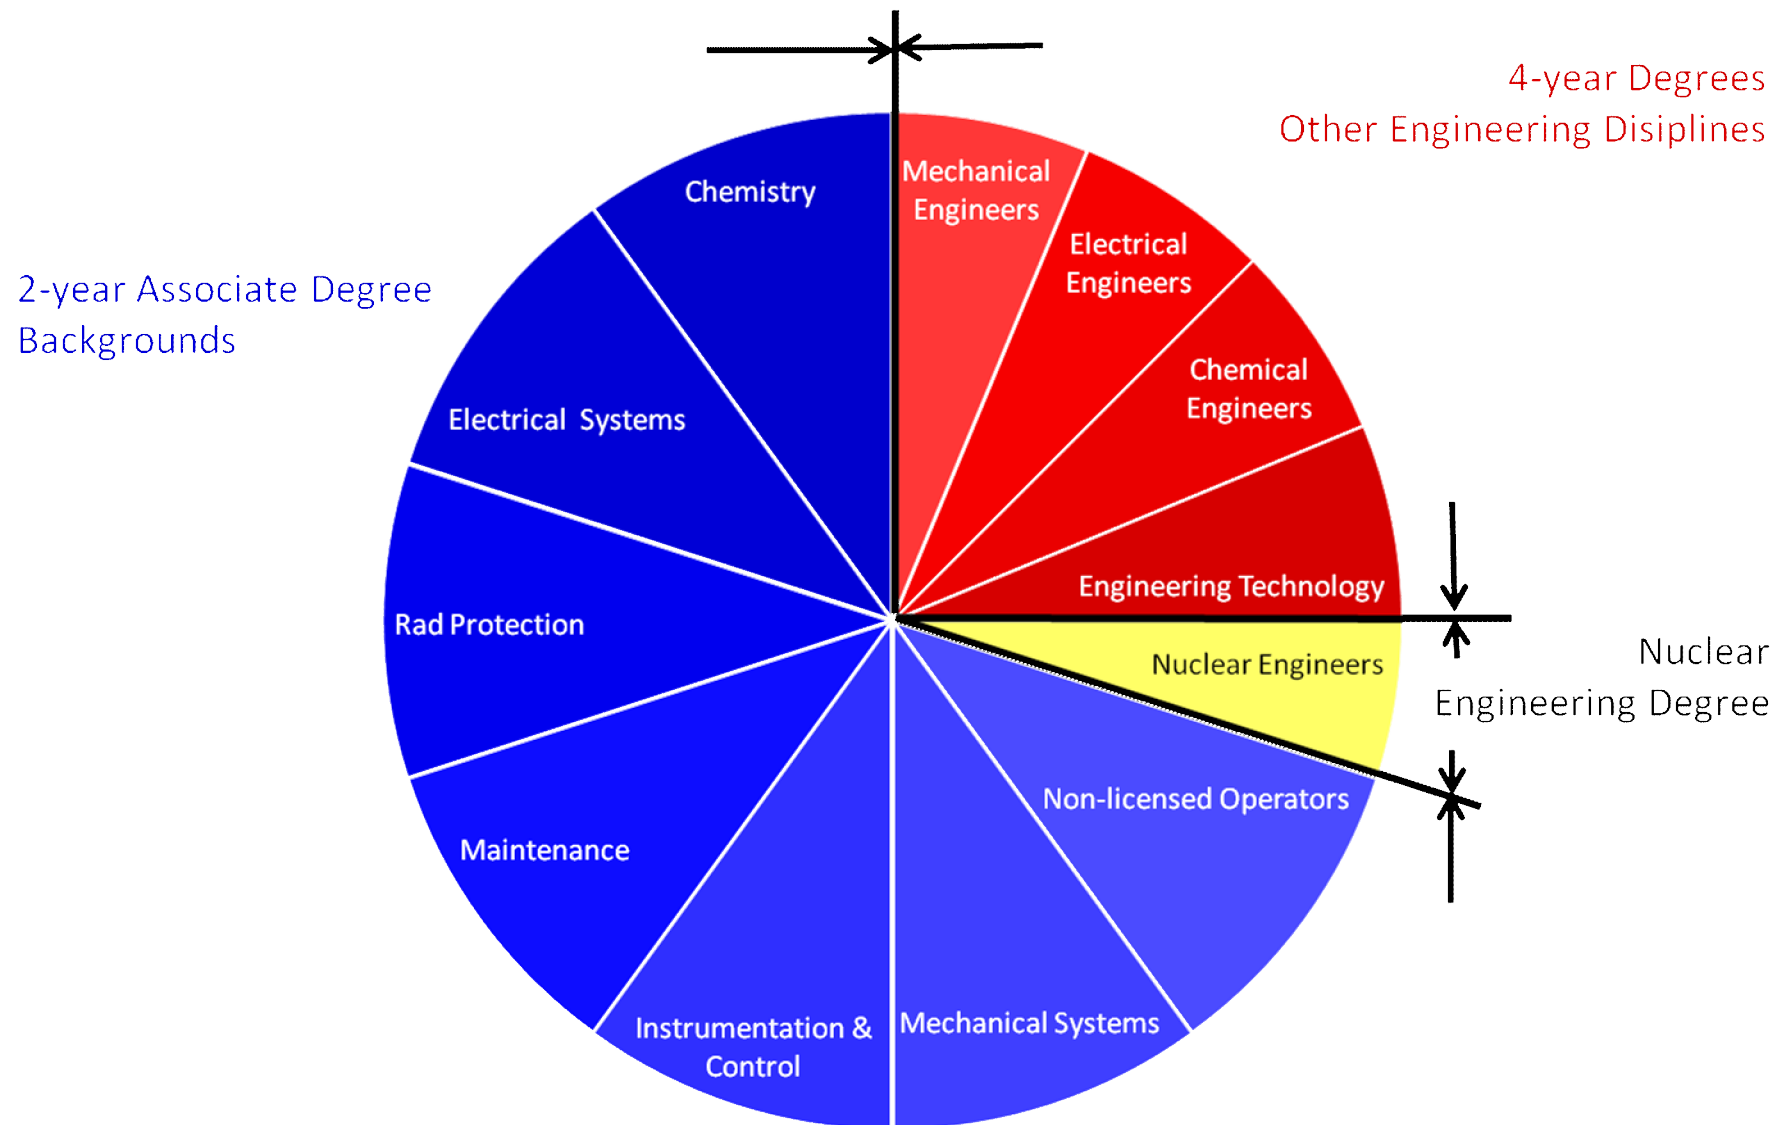 4-year Degrees
Other Engineering Disiplines
2-year Associate Degree
Backgrounds
Chemistry
Mechanical
Engineers
Electrical
Engineers
Chemical
Engineers
Electrical Systems
Engineering Technology
Rad Protection
Nuclear Engineers
Nuclear
Engineering Degree
Non-licensed Operators
Maintenance
Instrumentation &
Control
Mechanical Systems